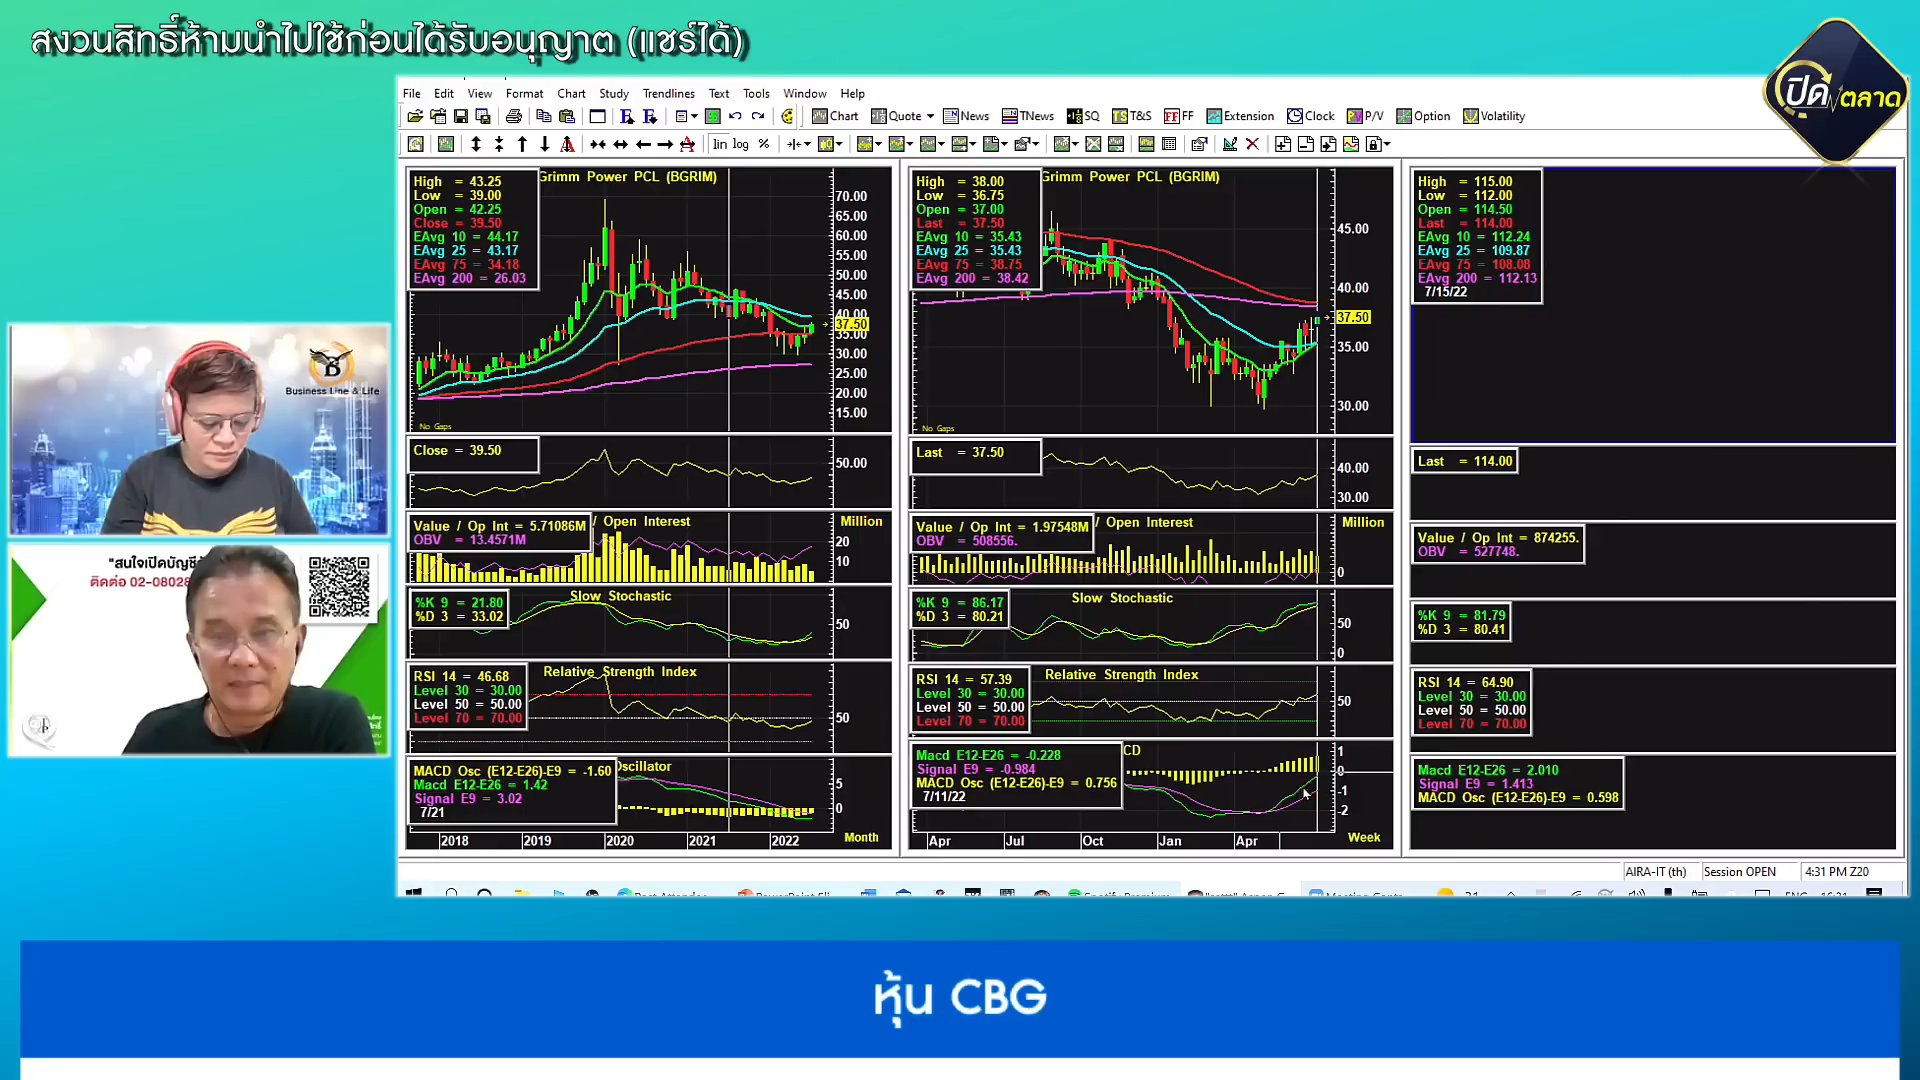 สงวนสิทธิ์ห้ามนำไปใช้ก่อนได้รับอนุญาต (แชร์ได้)
ปิดตลาด
File Edit View Format Chart Study Trendlines Text Tools Window Help
Chart Quote News TNews SQ T&S FF Extension Clock P/V Option Volatility
lin log %
Grimm Power PCL (BGRIM)
High = 43.25
Low = 39.00
Open = 42.25
Close = 39.50
EAvg 10 = 44.17
EAvg 25 = 43.17
EAvg 75 = 34.18
EAvg 200 = 26.03
70.00
65.00
60.00
55.00
50.00
45.00
40.00
37.50
35.00
30.00
25.00
20.00
15.00
No Gaps
Close = 39.50
50.00
Value / Op Int = 5.71086M
OBV = 13.4571M
/ Open Interest
Million
20
10
Slow Stochastic
%K 9 = 21.80
%D 3 = 33.02
50
Relative Strength Index
RSI 14 = 46.68
Level 30 = 30.00
Level 50 = 50.00
Level 70 = 70.00
50
MACD Osc (E12-E26)-E9 = -1.60
Macd E12-E26 = 1.42
Signal E9 = 3.02
7/21
Oscillator
5
0
2018 2019 2020 2021 2022 Month
Grimm Power PCL (BGRIM)
High = 38.00
Low = 36.75
Open = 37.00
Last = 37.50
EAvg 10 = 35.43
EAvg 25 = 35.43
EAvg 75 = 38.75
EAvg 200 = 38.42
45.00
40.00
37.50
35.00
30.00
No Gaps
Last = 37.50
40.00
30.00
Value / Op Int = 1.97548M
OBV = 508556.
/ Open Interest
Million
0
Slow Stochastic
%K 9 = 86.17
%D 3 = 80.21
50
0
Relative Strength Index
RSI 14 = 57.39
Level 30 = 30.00
Level 50 = 50.00
Level 70 = 70.00
50
Macd E12-E26 = -0.228
Signal E9 = -0.984
MACD Osc (E12-E26)-E9 = 0.756
7/11/22
CD
1
0
-1
-2
Apr Jul Oct Jan Apr Week
High = 115.00
Low = 112.00
Open = 114.50
Last = 114.00
EAvg 10 = 112.24
EAvg 25 = 109.87
EAvg 75 = 108.08
EAvg 200 = 112.13
7/15/22
Last = 114.00
Value / Op Int = 874255.
OBV = 527748.
%K 9 = 81.79
%D 3 = 80.41
RSI 14 = 64.90
Level 30 = 30.00
Level 50 = 50.00
Level 70 = 70.00
Macd E12-E26 = 2.010
Signal E9 = 1.413
MACD Osc (E12-E26)-E9 = 0.598
AIRA-IT (th) Session OPEN 4:31 PM Z20
B
Business Line & Life
"สนใจเปิดบัญชี
ติดต่อ 02-08028
หุ้น CBG